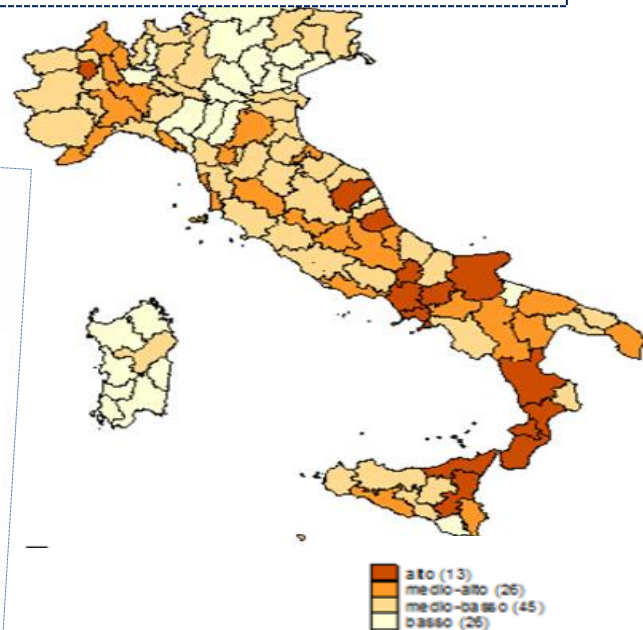 alto (13)
medio-alto (26)
medio-basso (45)
basso (26)